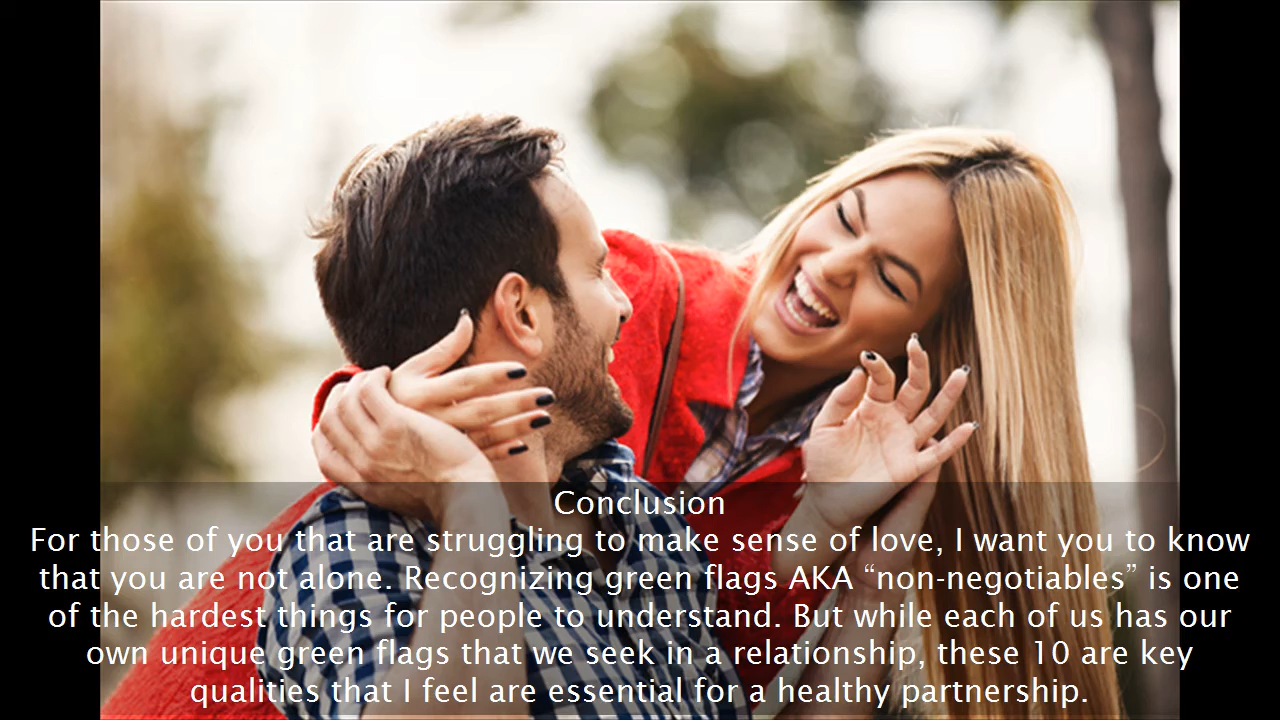 Conclusion
For those of you that are struggling to make sense of love, I want you to know
that you are not alone. Recognizing green flags AKA “non-negotiables” is one
of the hardest things for people to understand. But while each of us has our
own unique green flags that we seek in a relationship, these 10 are key
qualities that I feel are essential for a healthy partnership.